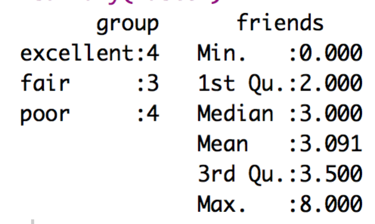 group friends
excellent:4 Min. :0.000
fair :3 1st Qu.:2.000
poor :4 Median :3.000
Mean :3.091
3rd Qu.:3.500
Max. :8.000